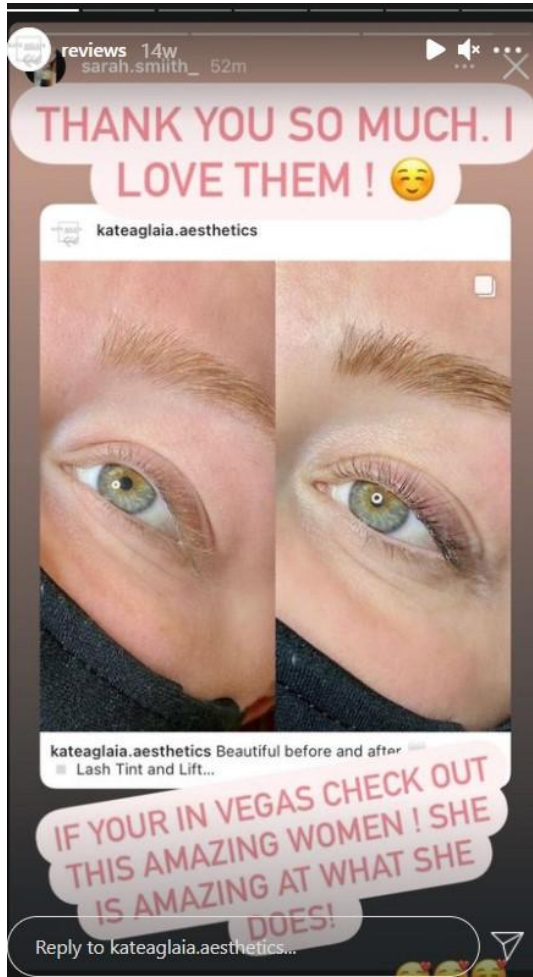 reviews 14w
sarah.smiith_ 52m
THANK YOU SO MUCH. I
LOVE THEM !
kateaglaia.aesthetics
kateaglaia.aesthetics Beautiful before and after
Lash Tint and Lift...
IF YOUR IN VEGAS CHECK OUT
THIS AMAZING WOMEN ! SHE
IS AMAZING AT WHAT SHE
DOES!
Reply to kateaglaia.aesthetics...